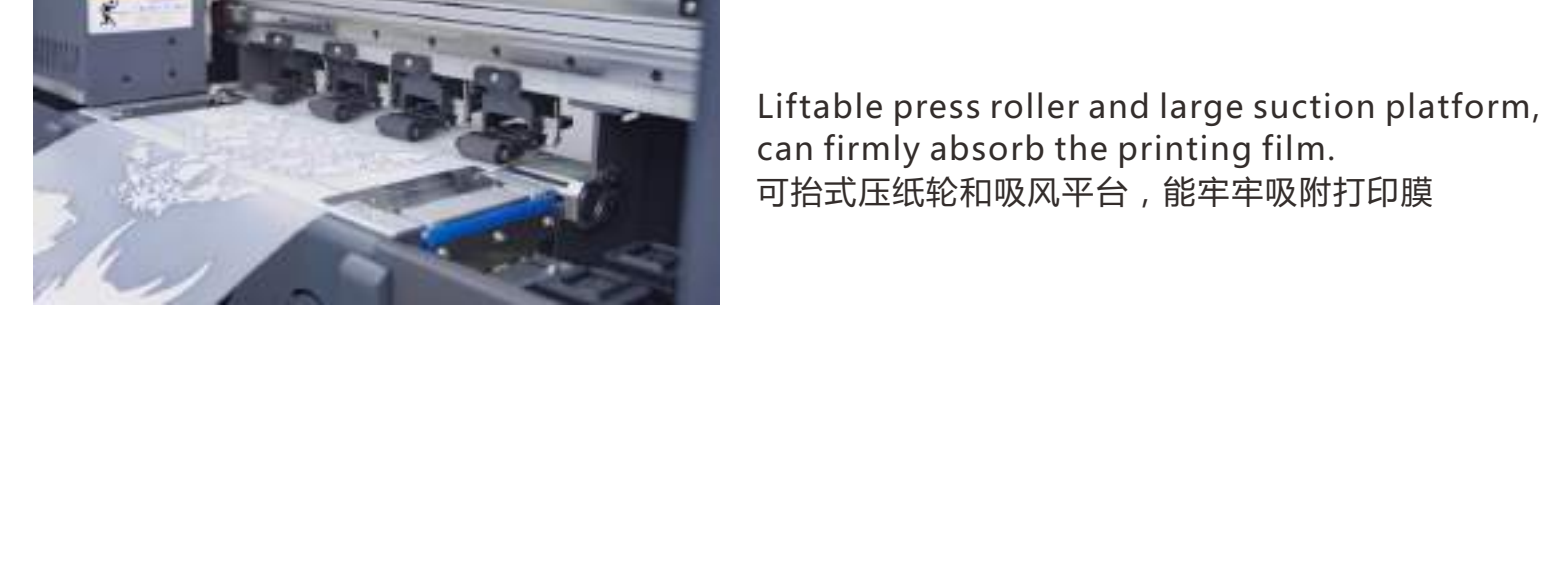 Liftable press roller and large suction platform,
can firmly absorb the printing film.
可抬式压纸轮和吸风平台，能牢牢吸附打印膜